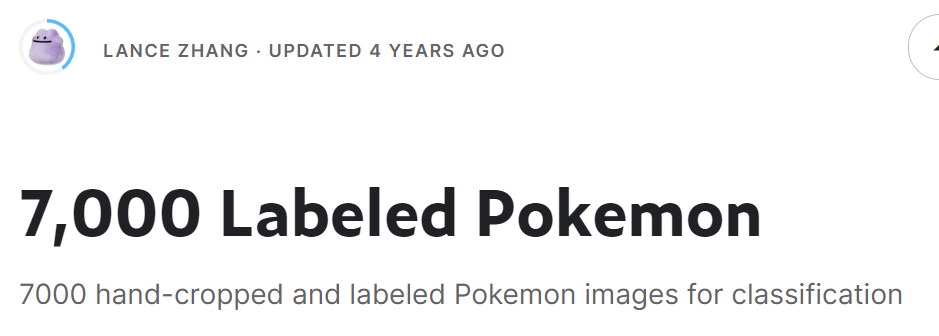 LANCE ZHANG · UPDATED 4 YEARS AGO
7,000 Labeled Pokemon
7000 hand-cropped and labeled Pokemon images for classification